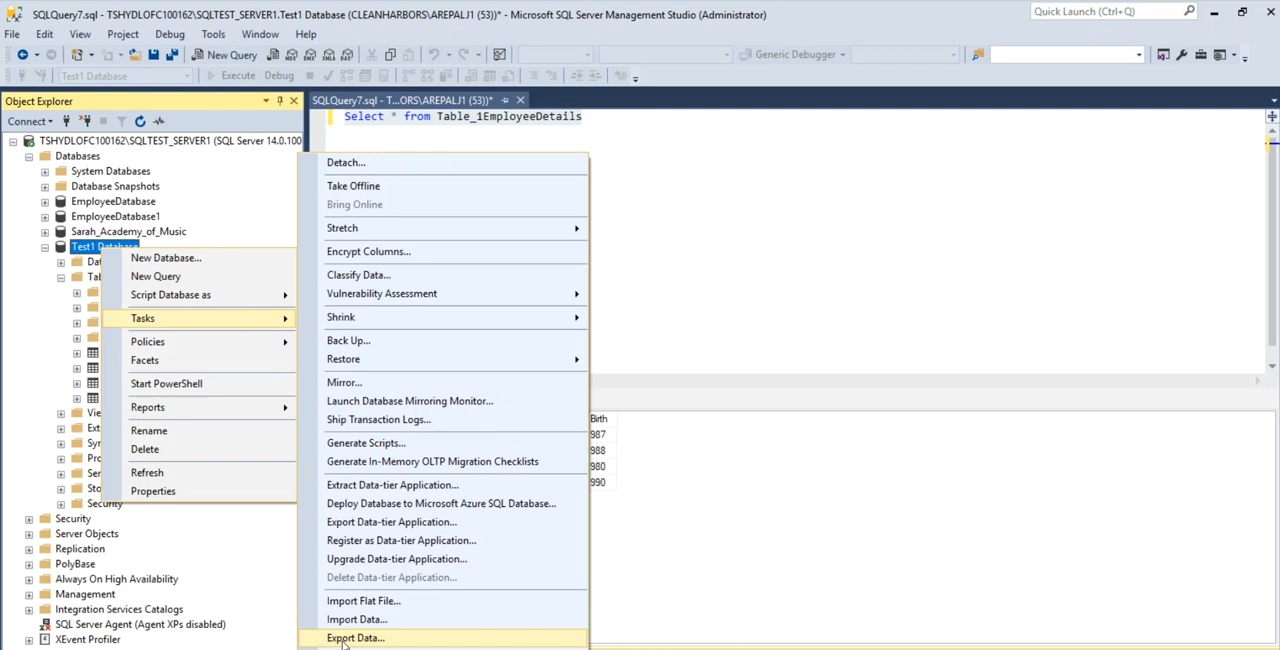 SQLQuery7.sql - TSHYDLOFC100162\SQLTEST_SERVER1.Test1 Database (CLEANHARBORS\AREPALJ1 (53))* - Microsoft SQL Server Management Studio (Administrator)
Quick Launch (Ctrl+Q)
File Edit View Project Debug Tools Window Help
New Query
Generic Debugger
Test1 Database
Execute Debug
Object Explorer
SQLQuery7.sql - T...ORS\AREPALJ1 (53))*
Connect
Select * from Table_1EmployeeDetails
TSHYDLOFC100162\SQLTEST_SERVER1 (SQL Server 14.0.100
Databases
System Databases
Database Snapshots
EmployeeDatabase
EmployeeDatabase1
Sarah_Academy_of_Music
Test1 Database
Dat
Tab
Vie
Ext
Syn
Pro
Ser
Sto
Security
Security
Server Objects
Replication
PolyBase
Always On High Availability
Management
Integration Services Catalogs
SQL Server Agent (Agent XPs disabled)
XEvent Profiler
New Database...
New Query
Script Database as
Tasks
Policies
Facets
Start PowerShell
Reports
Rename
Delete
Refresh
Properties
Detach...
Take Offline
Bring Online
Stretch
Encrypt Columns...
Classify Data...
Vulnerability Assessment
Shrink
Back Up...
Restore
Mirror...
Launch Database Mirroring Monitor...
Ship Transaction Logs...
Generate Scripts...
Generate In-Memory OLTP Migration Checklists
Extract Data-tier Application...
Deploy Database to Microsoft Azure SQL Database...
Export Data-tier Application...
Register as Data-tier Application...
Upgrade Data-tier Application...
Delete Data-tier Application...
Import Flat File...
Import Data...
Export Data...
Birth
987
988
980
990